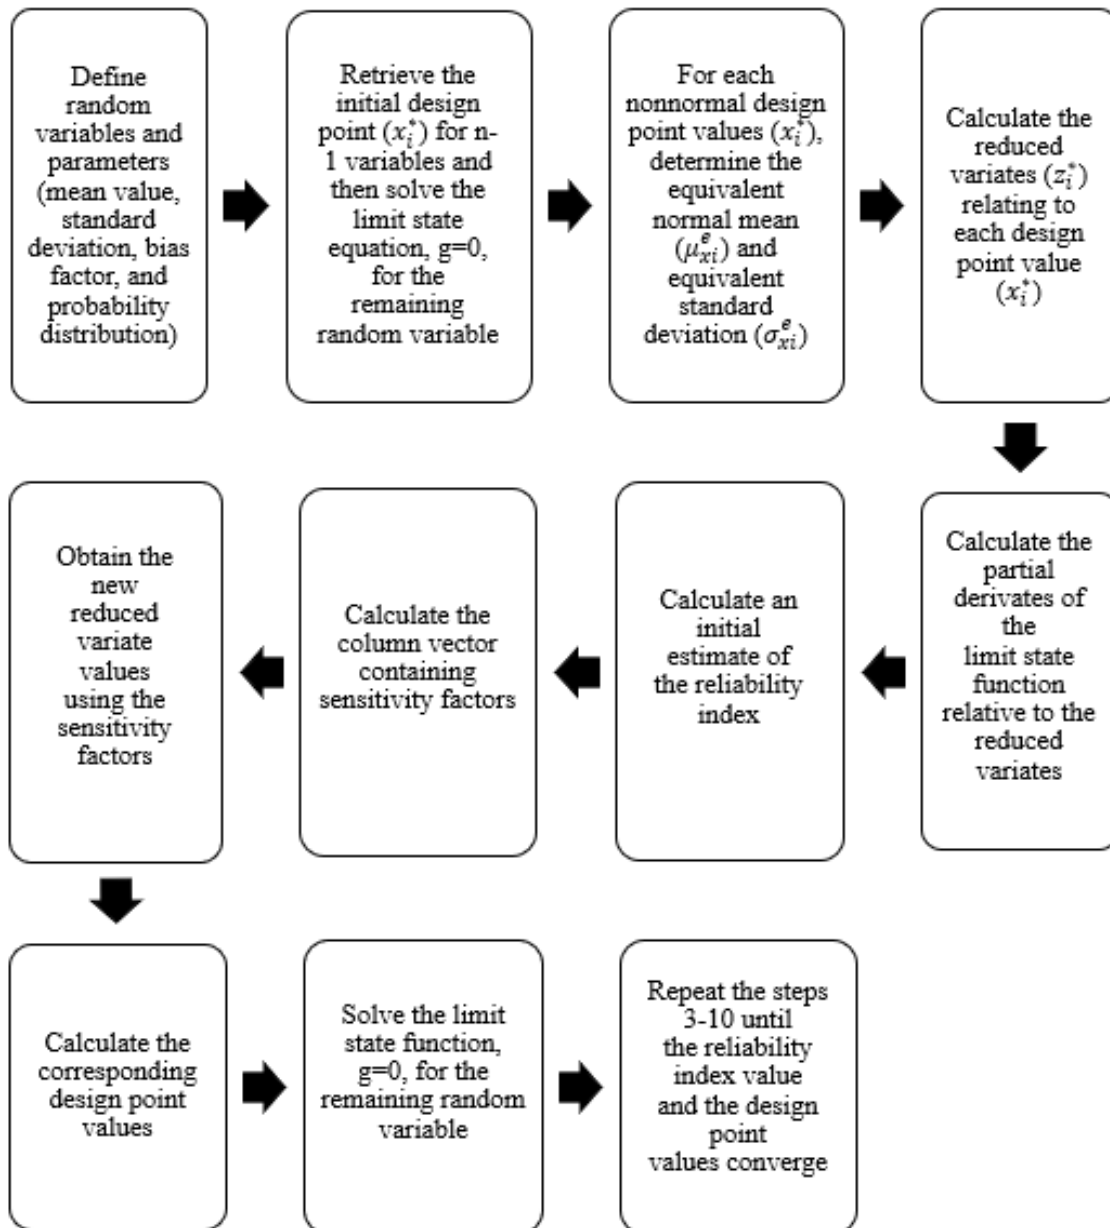 Define
random
variables and
parameters
(mean value,
standard
deviation, bias
factor, and
probability
distribution)
Retrieve the
initial design
point (𝑥ᵢ*) for n-
1 variables and
then solve the
limit state
equation, g=0,
for the
remaining
random variable
For each
nonnormal design
point values (𝑥ᵢ*),
determine the
equivalent
normal mean
(𝜇ₓᵢᵉ) and
equivalent
standard
deviation (𝜎ₓᵢᵉ)
Calculate the
reduced
variates (𝑧ᵢ*)
relating to
each design
point value
(𝑥ᵢ*)
Calculate the
partial
derivates of
the
limit state
function
relative to the
reduced
variates
Calculate an
initial
estimate of
the reliability
index
Calculate the
column vector
containing
sensitivity factors
Obtain the
new
reduced
variate
values
using the
sensitivity
factors
Calculate the
corresponding
design point
values
Solve the limit
state function,
g=0, for the
remaining random
variable
Repeat the steps
3-10 until
the reliability
index value
and the design
point
values converge